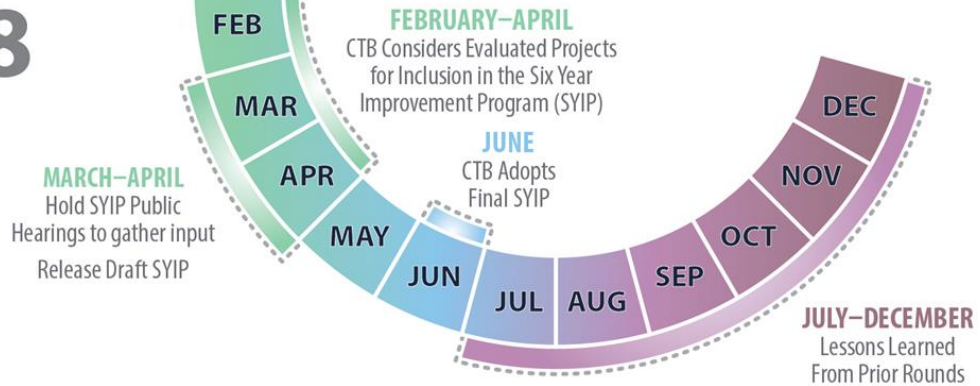 8
FEB
MAR
APR
MAY
JUN
JUL
AUG
SEP
OCT
NOV
DEC
FEBRUARY–APRIL
CTB Considers Evaluated Projects
for Inclusion in the Six Year
Improvement Program (SYIP)
MARCH–APRIL
Hold SYIP Public
Hearings to gather input
Release Draft SYIP
JUNE
CTB Adopts
Final SYIP
JULY–DECEMBER
Lessons Learned
From Prior Rounds